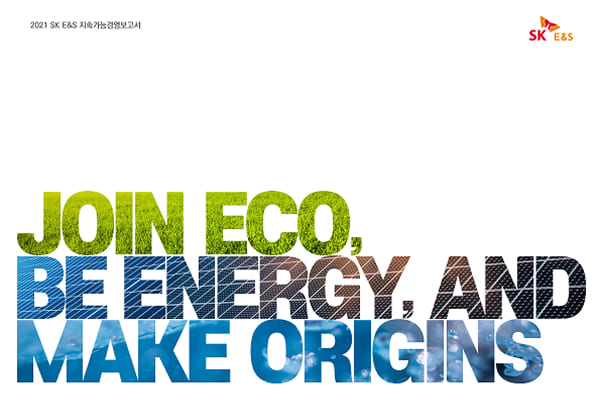 2021 SK E&S 지속가능경영보고서
SK E&S
JOIN ECO,
BE ENERGY, AND
MAKE ORIGINS